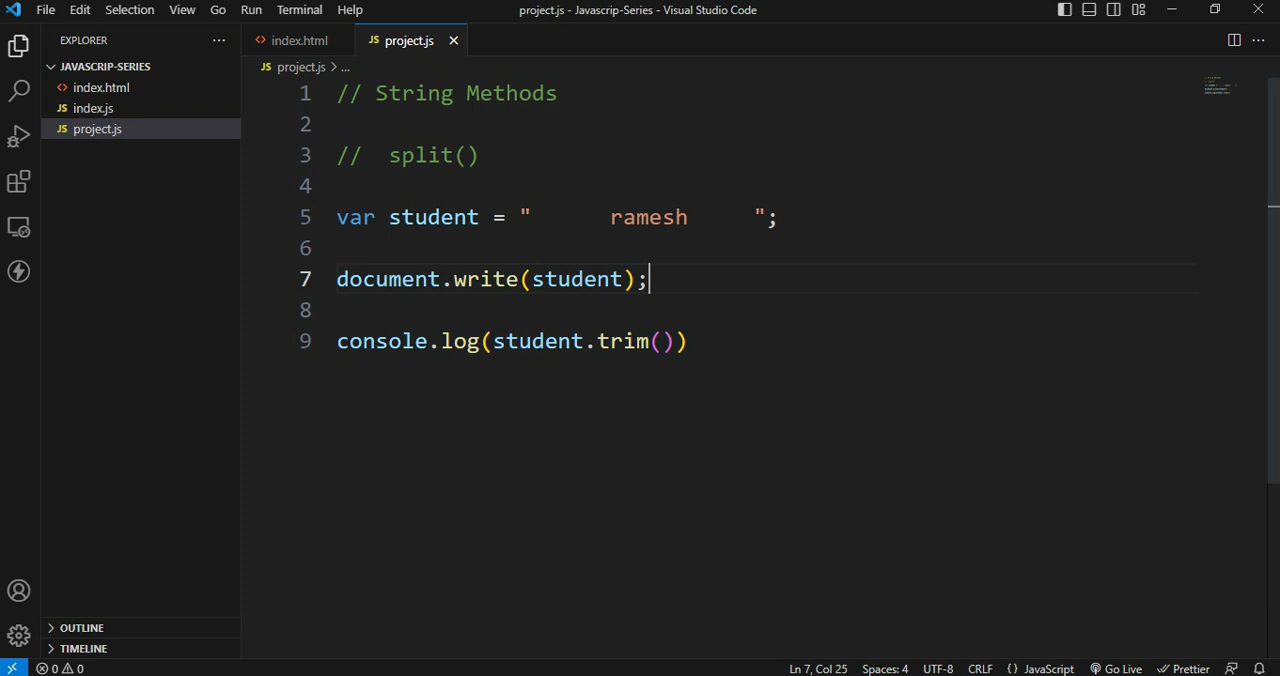 File Edit Selection View Go Run Terminal Help project.js - Javascrip-Series - Visual Studio Code
EXPLORER ...
JAVASCRIP-SERIES
<> index.html
JS index.js
JS project.js
<> index.html JS project.js
JS project.js > ...
1 // String Methods
2
3 //  split()
4
5 var student = "      ramesh     ";
6
7 document.write(student);
8
9 console.log(student.trim())
OUTLINE
TIMELINE
0 0 Ln 7, Col 25 Spaces: 4 UTF-8 CRLF {} JavaScript Go Live Prettier